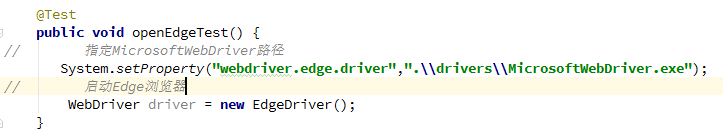 @Test
public void openEdgeTest() {
//        指定MicrosoftWebDriver路径
System.setProperty("webdriver.edge.driver",".\\drivers\\MicrosoftWebDriver.exe");
//        启动Edge浏览器
WebDriver driver = new EdgeDriver();
}